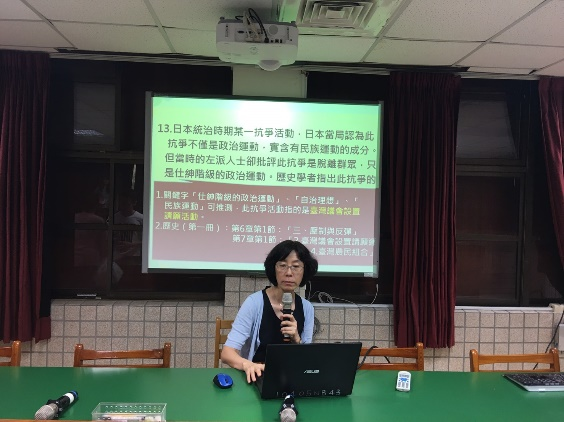 13.日本統治時期某一抗爭活動，日本當局認為此
抗爭不僅是政治運動，實含有民族運動的成分。
但當時的左派人士卻批評此抗爭是脫離群眾，只
是仕紳階級的政治運動。歷史學者指出此抗爭的
1.關鍵字「仕紳階級的政治運動」、「自治理想」、「
民族運動」可推測，此抗爭活動指的是臺灣議會設置
請願活動。
2.歷史（第一冊）：第6章第1節：「三、壓制與反彈」
第7章第1節：「2.臺灣議會設置請願
4.臺灣農民組合」
ASUS